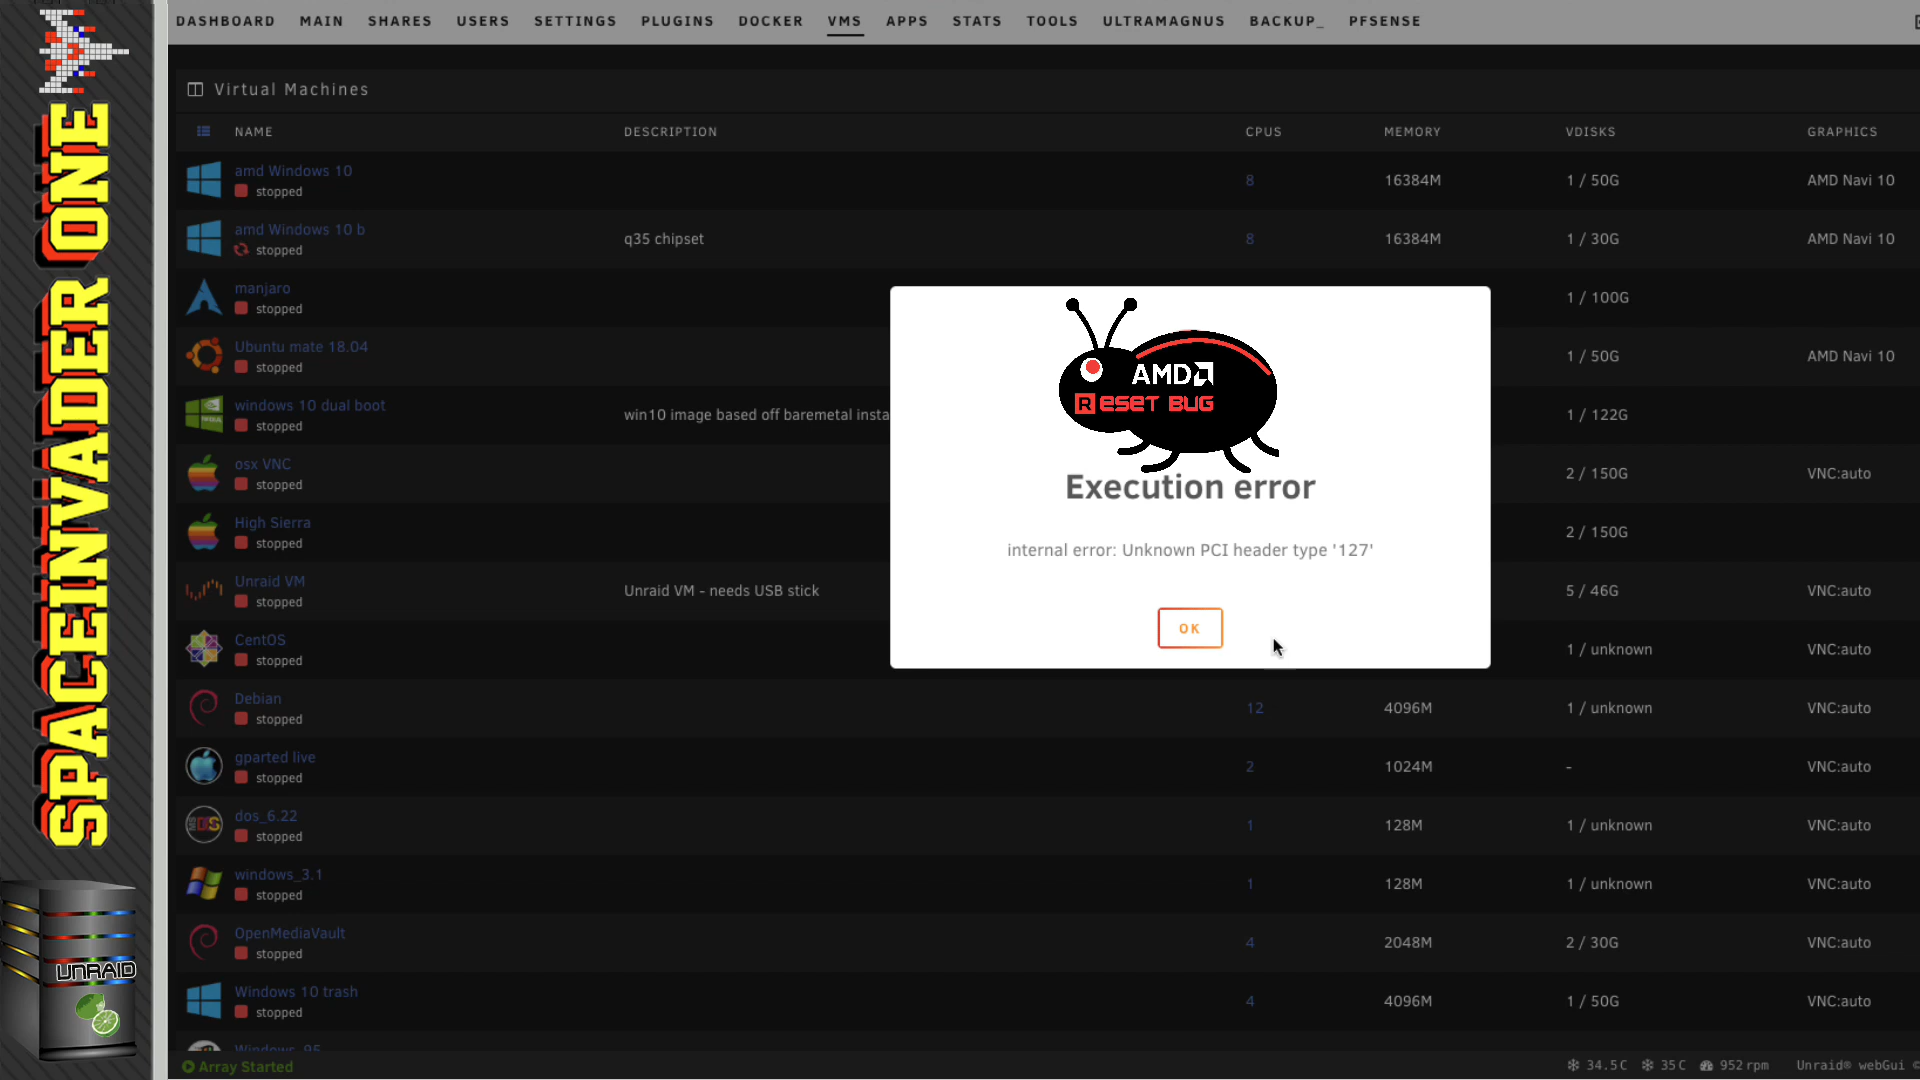 DASHBOARD MAIN SHARES USERS SETTINGS PLUGINS DOCKER VMS APPS STATS TOOLS ULTRAMAGNUS BACKUP_ PFSENSE
SPACEINVADER ONE
UNRAID
Virtual Machines
NAME DESCRIPTION CPUS MEMORY VDISKS GRAPHICS
amd Windows 10
stopped
8 16384M 1 / 50G AMD Navi 10
amd Windows 10 b
stopped
q35 chipset 8 16384M 1 / 30G AMD Navi 10
manjaro
stopped
1 / 100G
Ubuntu mate 18.04
stopped
1 / 50G AMD Navi 10
windows 10 dual boot
stopped
win10 image based off baremetal insta 1 / 122G
osx VNC
stopped
2 / 150G VNC:auto
High Sierra
stopped
2 / 150G
Unraid VM
stopped
Unraid VM - needs USB stick 5 / 46G VNC:auto
CentOS
stopped
1 / unknown VNC:auto
Debian
stopped
12 4096M 1 / unknown VNC:auto
gparted live
stopped
2 1024M - VNC:auto
dos_6.22
stopped
1 128M 1 / unknown VNC:auto
windows_3.1
stopped
1 128M 1 / unknown VNC:auto
OpenMediaVault
stopped
4 2048M 2 / 30G VNC:auto
Windows 10 trash
stopped
4 4096M 1 / 50G VNC:auto
Windows 95
AMD
RESET BUG
Execution error
internal error: Unknown PCI header type '127'
OK
Array Started 34.5C 35C 952rpm Unraid® webGui ©